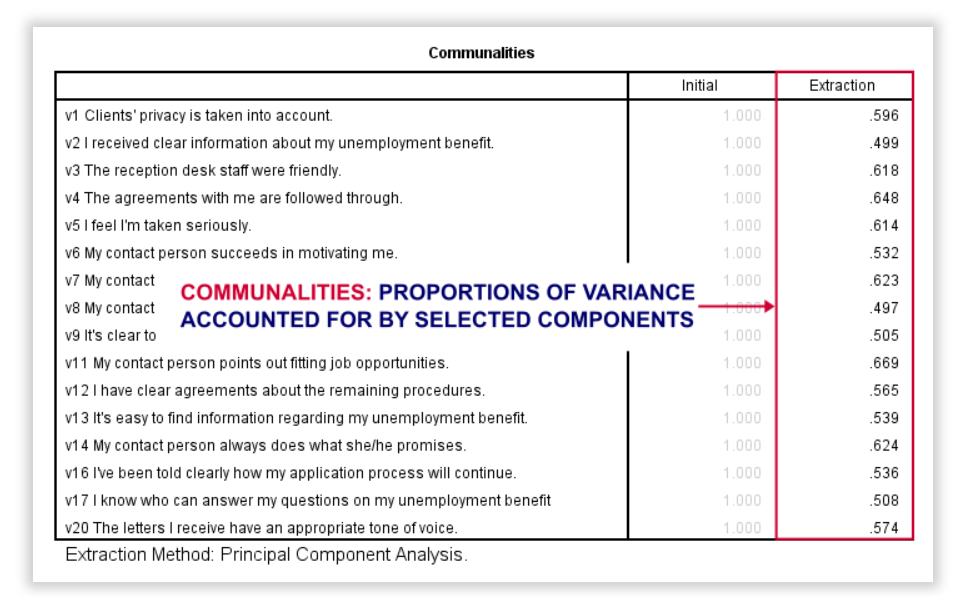 Communalities
Initial Extraction
v1 Clients' privacy is taken into account. 1.000 .596
v2 I received clear information about my unemployment benefit. 1.000 .499
v3 The reception desk staff were friendly. 1.000 .618
v4 The agreements with me are followed through. 1.000 .648
v5 I feel I'm taken seriously. 1.000 .614
v6 My contact person succeeds in motivating me. 1.000 .532
v7 My contact 1.000 .623
COMMUNALITIES: PROPORTIONS OF VARIANCE
v8 My contact 1.000 .497
ACCOUNTED FOR BY SELECTED COMPONENTS
v9 It's clear to 1.000 .505
v11 My contact person points out fitting job opportunities. 1.000 .669
v12 I have clear agreements about the remaining procedures. 1.000 .565
v13 It's easy to find information regarding my unemployment benefit. 1.000 .539
v14 My contact person always does what she/he promises. 1.000 .624
v16 I've been told clearly how my application process will continue. 1.000 .536
v17 I know who can answer my questions on my unemployment benefit 1.000 .508
v20 The letters I receive have an appropriate tone of voice. 1.000 .574
Extraction Method: Principal Component Analysis.